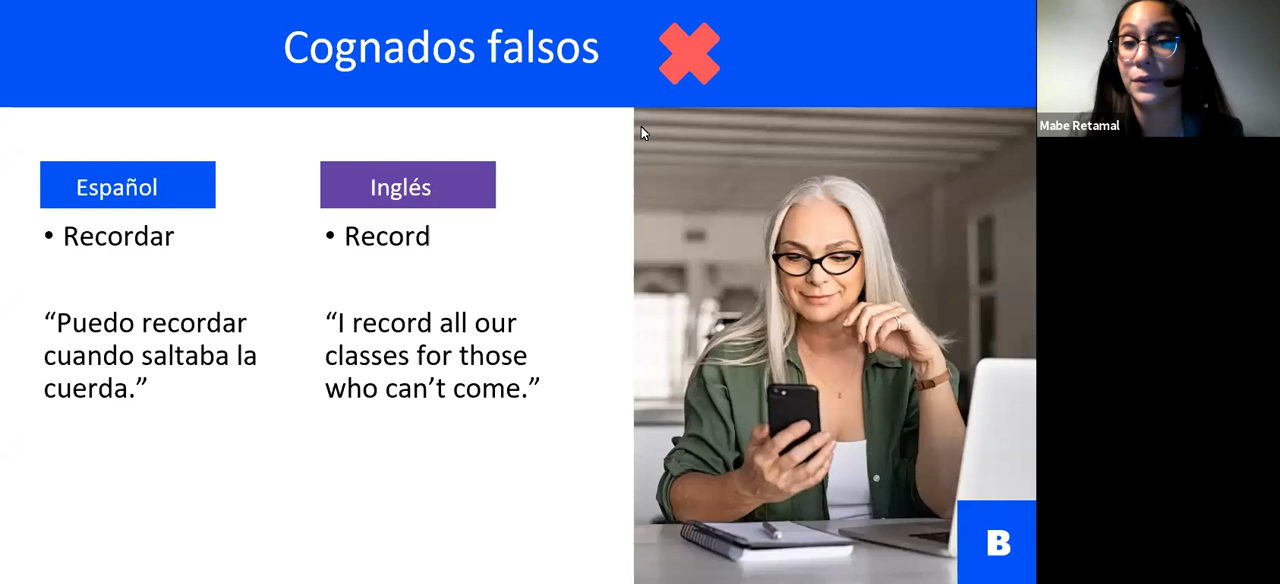 Cognados falsos
Mabe Retamal
Español
Inglés
• Recordar
• Record
“Puedo recordar
cuando saltaba la
cuerda.”
“I record all our
classes for those
who can’t come.”
B